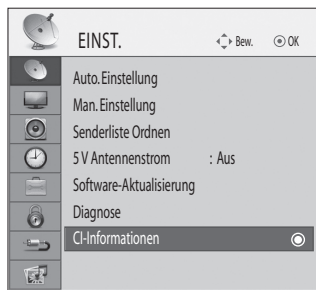 EINST. Bew. OK
Auto. Einstellung
Man. Einstellung
Senderliste Ordnen
5 V Antennenstrom : Aus
Software-Aktualisierung
Diagnose
CI-Informationen